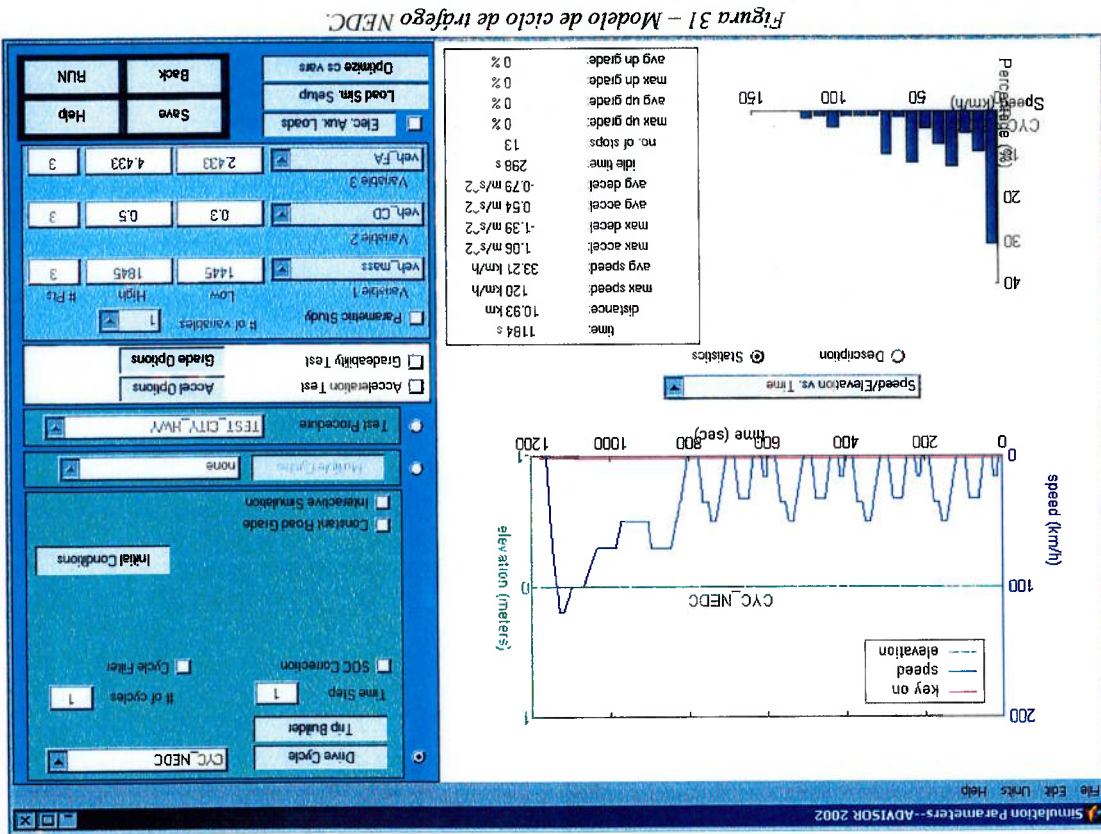 Simulation Parameters--ADVISOR 2002
File Edit Units Help
200
100
0
speed (km/h)
key on
speed
elevation
CYC_NEDC
1
0
-1
elevation (meters)
0 200 400 600 800 1000 1200
time (sec)
Speed/Elevation vs. Time
Description
Statistics
40
30
20
10
Percentage (%)
CYC
0 50 100 150
Speed (km/h)
time: 1184 s
distance: 10.93 km
max speed: 120 km/h
avg speed: 33.21 km/h
max accel: 1.06 m/s^2
max decel: -1.39 m/s^2
avg accel: 0.54 m/s^2
avg decel: -0.79 m/s^2
idle time: 298 s
no. of stops: 13
max up grade: 0 %
avg up grade: 0 %
max dn grade: 0 %
avg dn grade: 0 %
Drive Cycle
CYC_NEDC
Trip Builder
Time Step 1
# of cycles 1
SOC Correction
Cycle Filter
Initial Conditions
Constant Road Grade
Interactive Simulation
Multiple Cycles
none
Test Procedure
TEST_CITY_HWY
Acceleration Test
Accel Options
Gradeability Test
Grade Options
Parametric Study
# of variables 1
Variable 1
Low High # Pts
veh_mass 1445 1845 3
Variable 2
veh_CD 0.3 0.5 3
Variable 3
veh_FA 2.433 4.433 3
Elec. Aux. Loads
Load Sim. Setup
Optimize cs vars
Save Help
Back RUN
Figura 31 – Modelo de ciclo de tráfego NEDC.